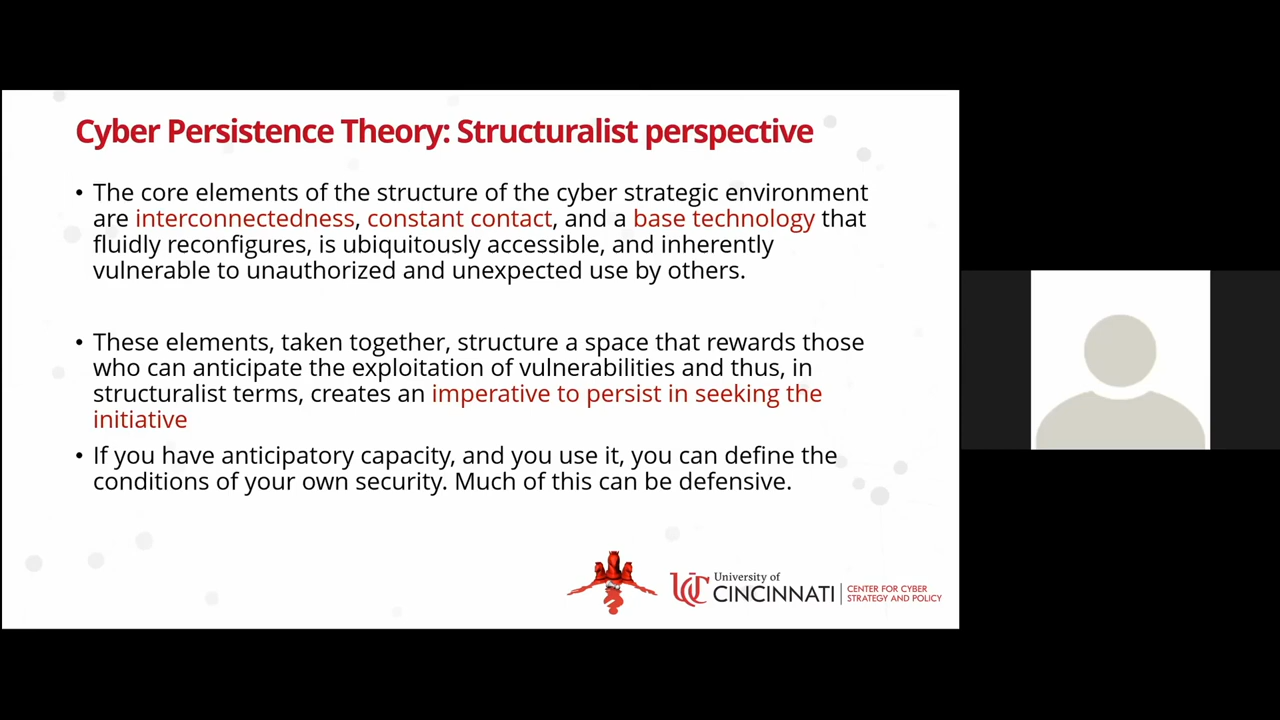 Cyber Persistence Theory: Structuralist perspective
• The core elements of the structure of the cyber strategic environment
are interconnectedness, constant contact, and a base technology that
fluidly reconfigures, is ubiquitously accessible, and inherently
vulnerable to unauthorized and unexpected use by others.
• These elements, taken together, structure a space that rewards those
who can anticipate the exploitation of vulnerabilities and thus, in
structuralist terms, creates an imperative to persist in seeking the
initiative
• If you have anticipatory capacity, and you use it, you can define the
conditions of your own security. Much of this can be defensive.
UC
University of
CINCINNATI
CENTER FOR CYBER
STRATEGY AND POLICY